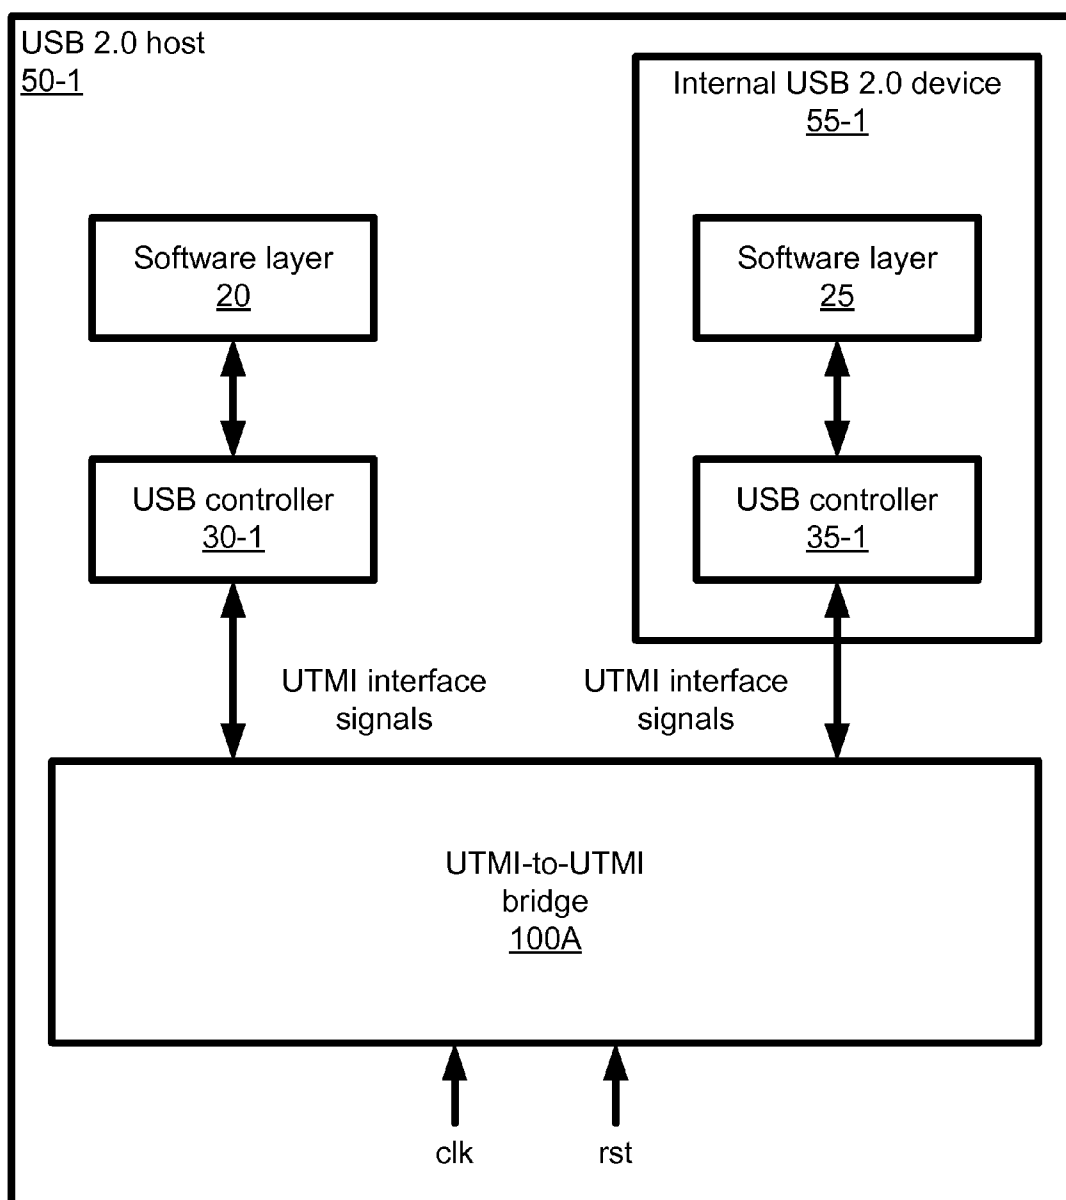 USB 2.0 host
50-1
Internal USB 2.0 device
55-1
Software layer
20
Software layer
25
USB controller
30-1
USB controller
35-1
UTMI interface
signals
UTMI interface
signals
UTMI-to-UTMI
bridge
100A
clk
rst